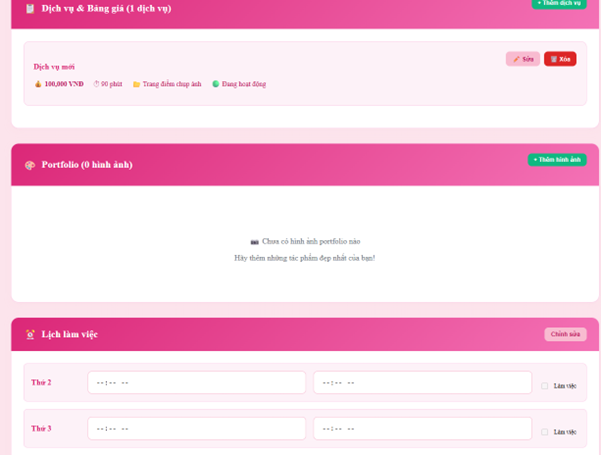 Dịch vụ & Bảng giá (1 dịch vụ)
+ Thêm dịch vụ
Dịch vụ mới
Sửa
Xóa
100,000 VNĐ
90 phút
Trang điểm chụp ảnh
Đang hoạt động
Portfolio (0 hình ảnh)
+ Thêm hình ảnh
Chưa có hình ảnh portfolio nào
Hãy thêm những tác phẩm đẹp nhất của bạn!
Lịch làm việc
Chỉnh sửa
Thứ 2
--:-- --
--:-- --
Làm việc
Thứ 3
--:-- --
--:-- --
Làm việc